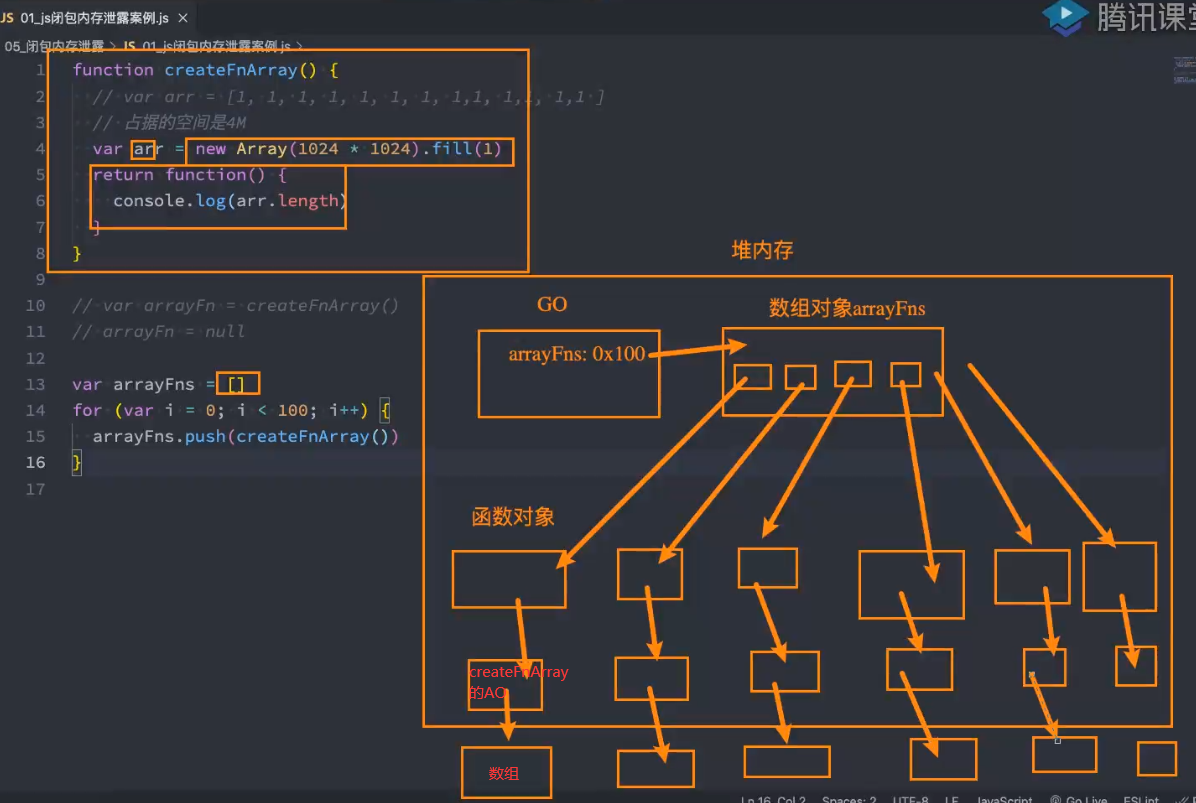 JS 01_js闭包内存泄露案例.js ×
腾讯课堂
05_闭包内存泄露 > JS 01_js闭包内存泄露案例.js >
1 function createFnArray() {
2 // var arr = [1, 1, 1, 1, 1, 1, 1, 1,1, 1,1, 1,1 ]
3 // 占据的空间是4M
4 var arr = new Array(1024 * 1024).fill(1)
5 return function() {
6 console.log(arr.length)
7 }
8 }
9
10 // var arrayFn = createFnArray()
11 // arrayFn = null
12
13 var arrayFns = []
14 for (var i = 0; i < 100; i++) {
15 arrayFns.push(createFnArray())
16 }
17
堆内存
GO
数组对象arrayFns
arrayFns: 0x100
函数对象
createFnArray
的AO
数组
Ln 16, Col 2 Spaces: 2 UTF-8 LF JavaScript Go Live ESLint